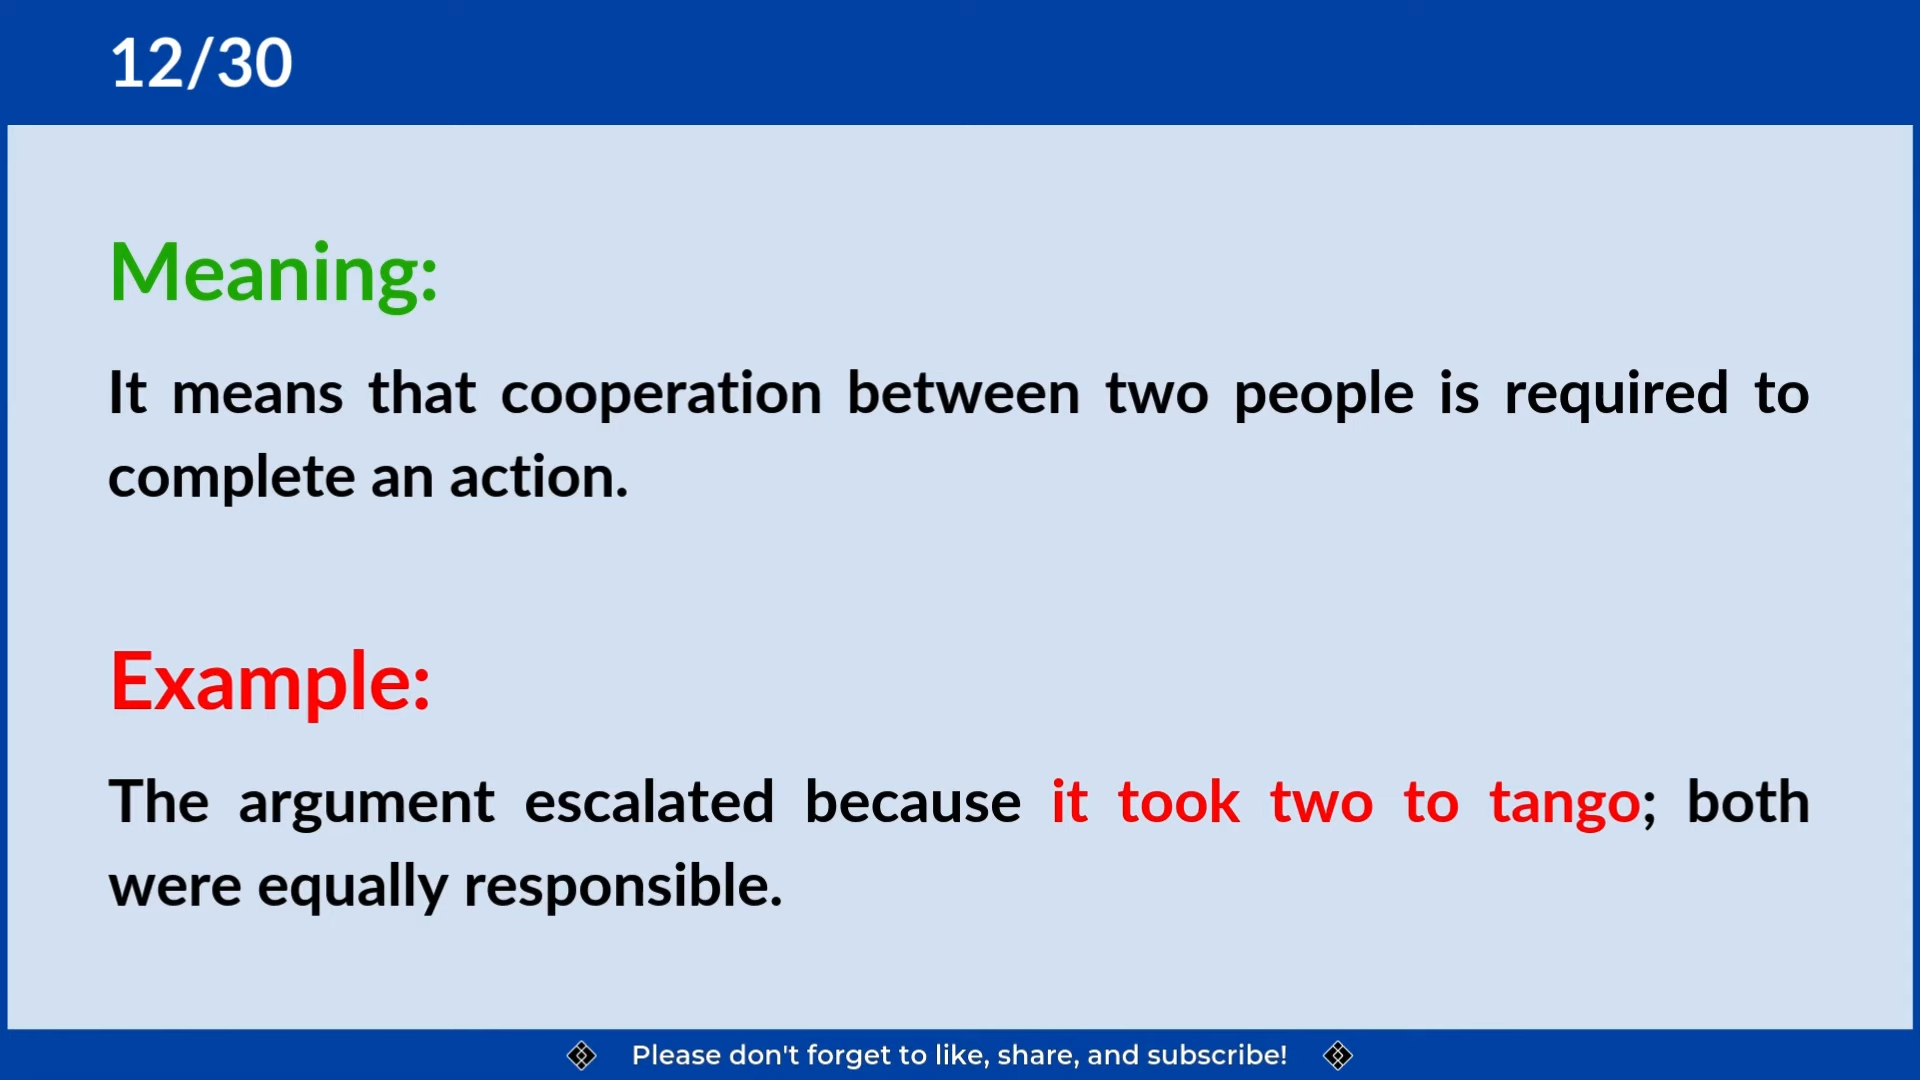 12/30
Meaning:
It means that cooperation between two people is required to
complete an action.
Example:
The argument escalated because it took two to tango; both
were equally responsible.
Please don't forget to like, share, and subscribe!